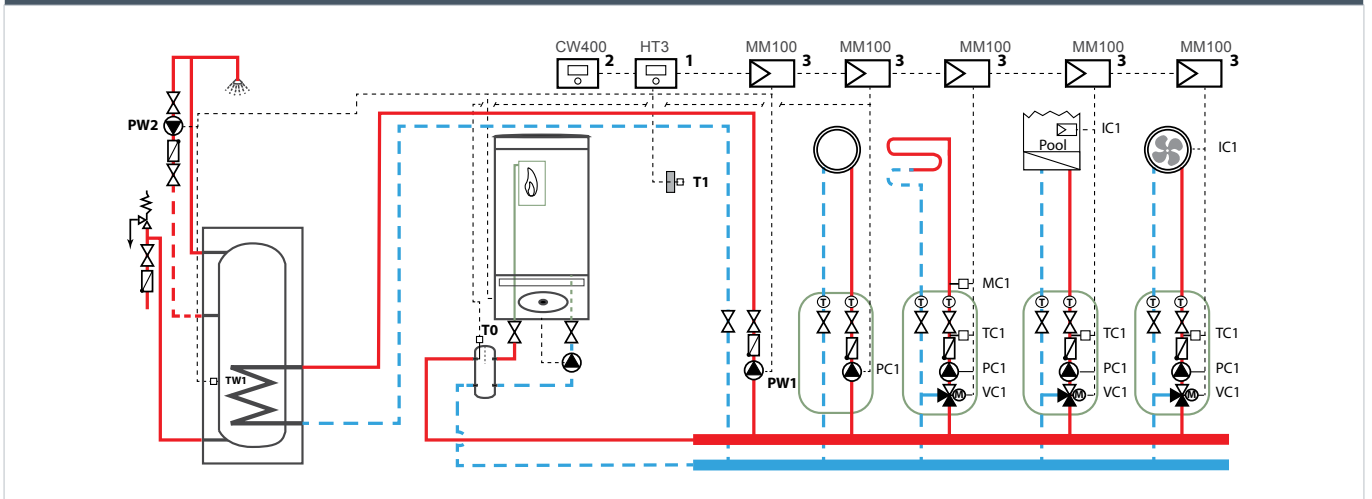 CW400 HT3 MM100 MM100 MM100 MM100 MM100
2 1 3 3 3 3 3
PW2
IC1
Pool
IC1
T1
MC1
T T T T T T T T
T0
TC1 TC1 TC1
PC1 PC1 PC1 PC1
TW1
PW1
M VC1 M VC1 M VC1